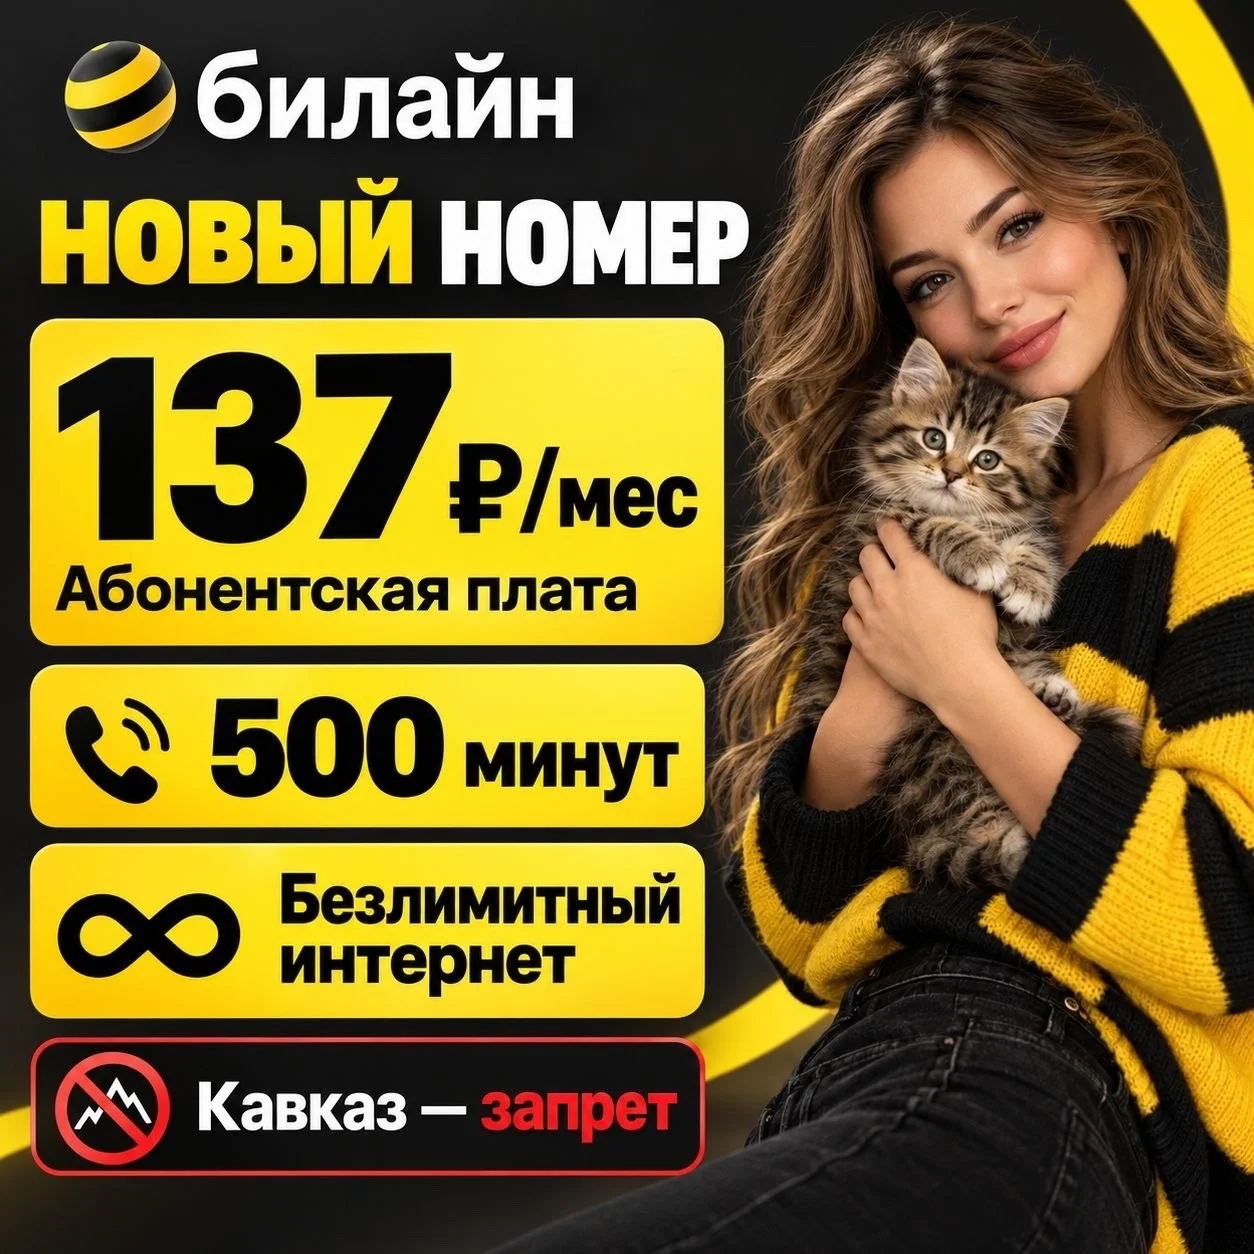 билайн
НОВЫЙ НОМЕР
137 ₽/мес
Абонентская плата
500 минут
Безлимитный
интернет
Кавказ — запрет